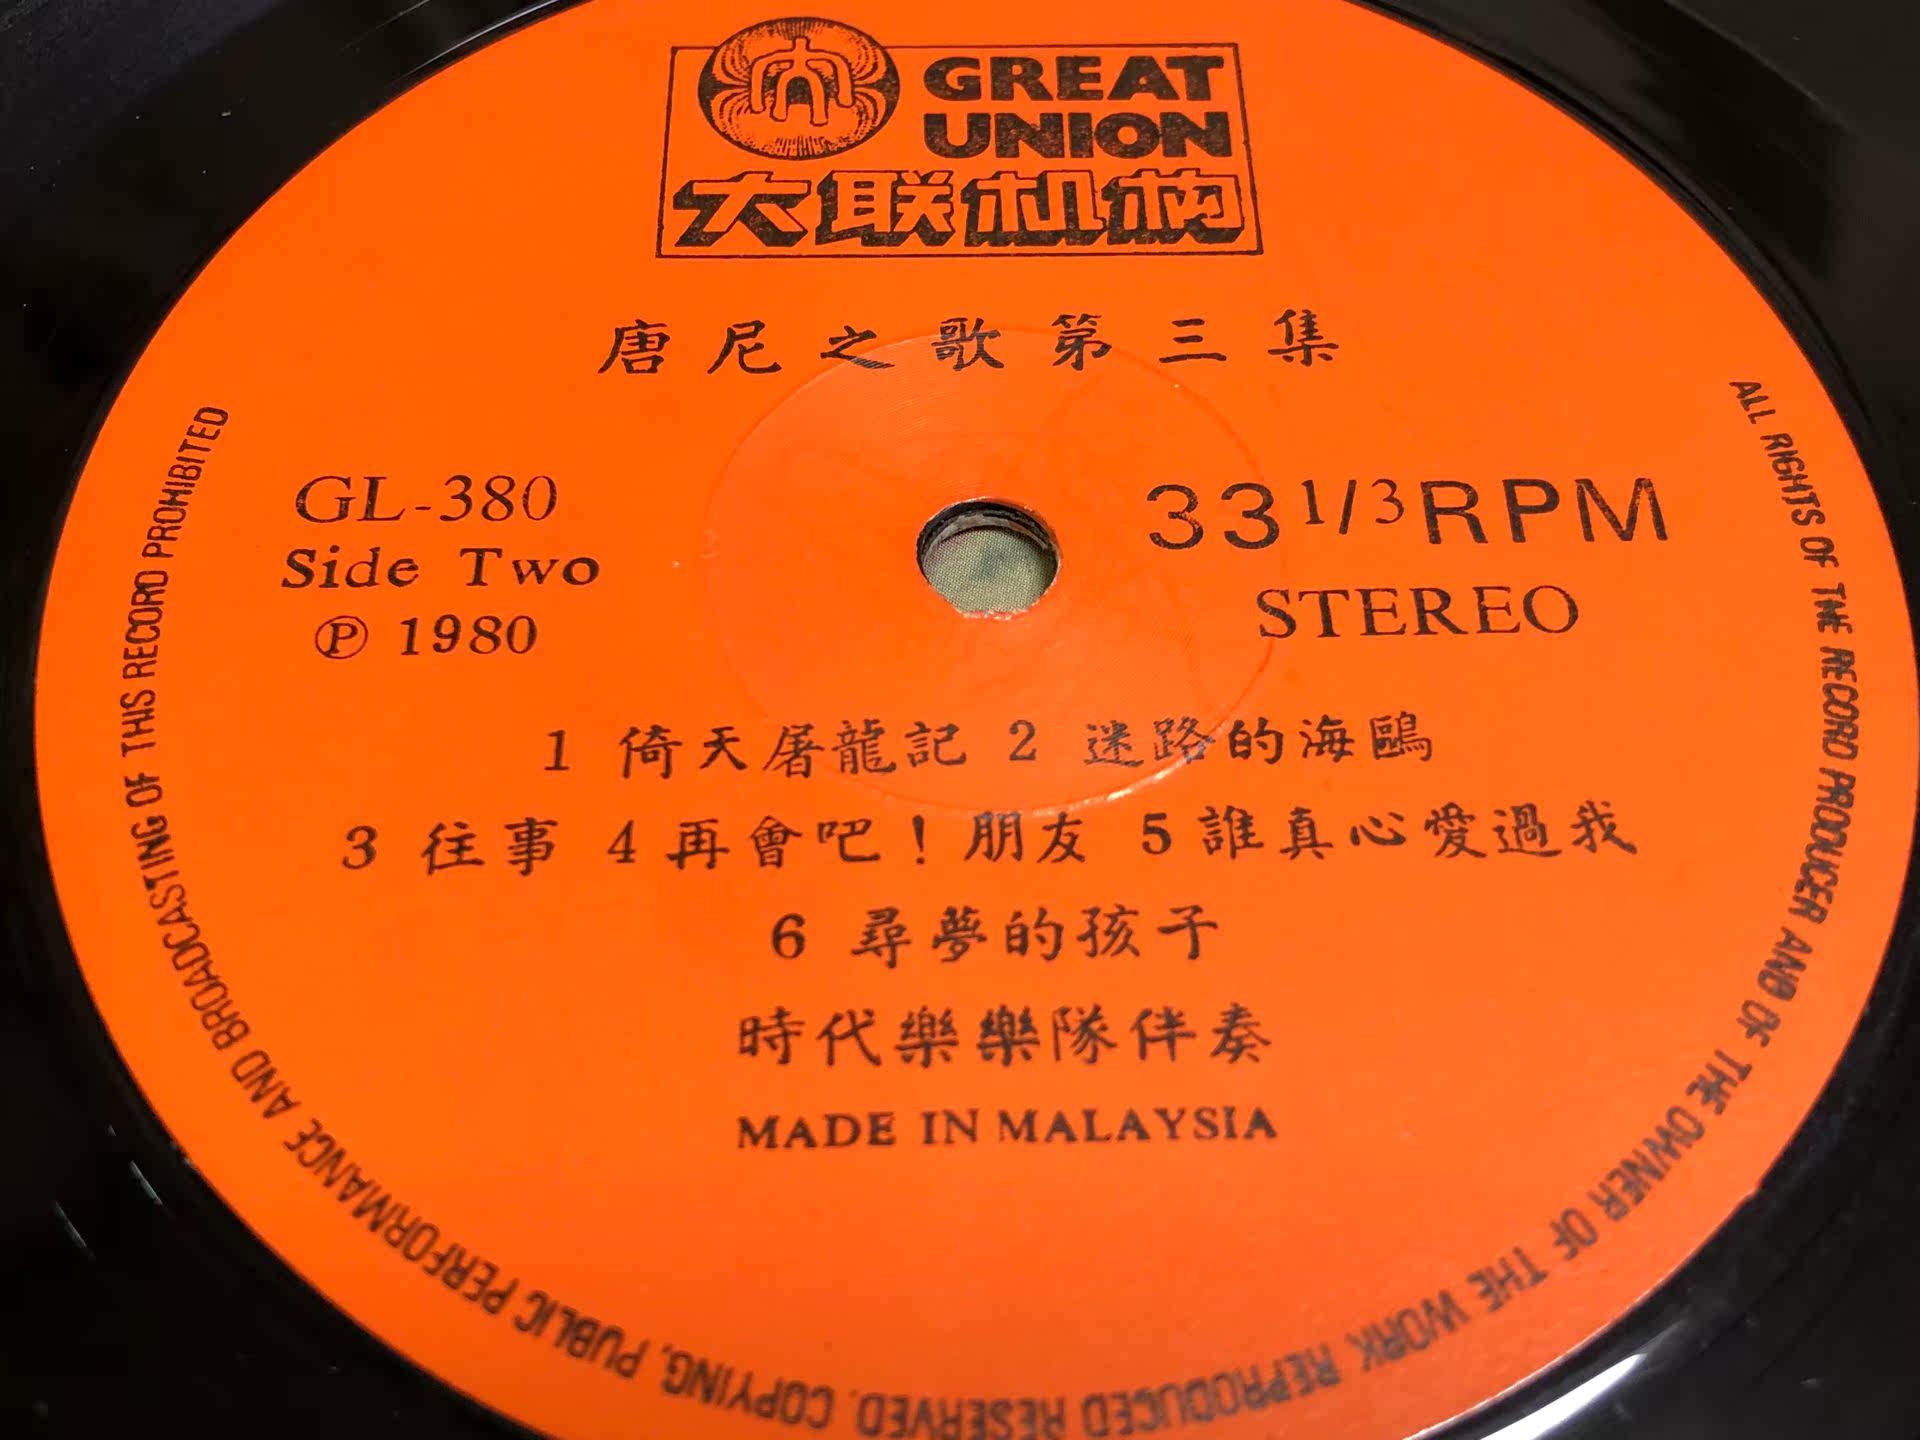 GREAT
UNION
大联机构
唐尼之歌第三集
GL-380
Side Two
Ⓟ 1980
33 1/3 RPM
STEREO
1 倚天屠龍記 2 迷路的海鷗
3 往事 4 再會吧！朋友 5 誰真心愛過我
6 尋夢的孩子
時代樂樂隊伴奏
MADE IN MALAYSIA
ALL RIGHTS OF THE RECORD PRODUCER AND OF THE OWNER OF THE WORK REPRODUCED RESERVED. COPYING, PUBLIC PERFORMANCE AND BROADCASTING OF THIS RECORD PROHIBITED